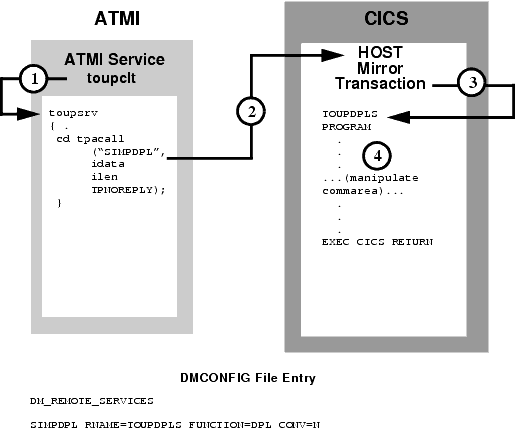 ATMI
CICS
ATMI Service
toupclt
1
toupsrv
{ .
cd tpacall
("SIMPDPL",
idata
ilen
TPNOREPLY);
}
2
HOST
Mirror
Transaction
3
TOUPDPLS
PROGRAM
.
.
.
4
...(manipulate
commarea)...
.
.
.
EXEC CICS RETURN
DMCONFIG File Entry
DM_REMOTE_SERVICES
SIMPDPL RNAME=TOUPDPLS FUNCTION=DPL CONV=N